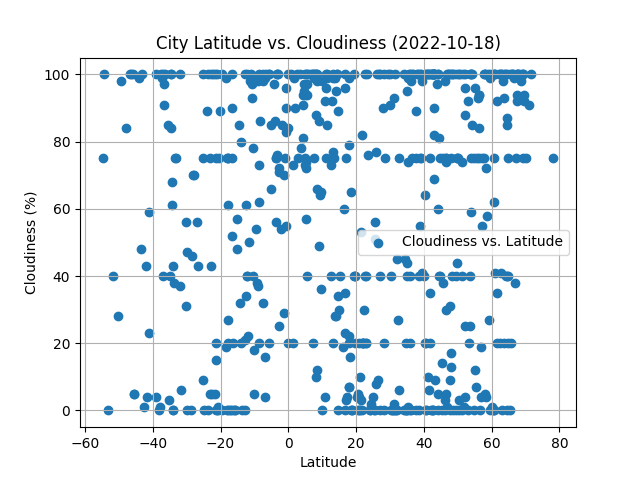 City Latitude vs. Cloudiness (2022-10-18)
100
80
60
40
20
0
Cloudiness (%)
Cloudiness vs. Latitude
−60 −40 −20 0 20 40 60 80
Latitude